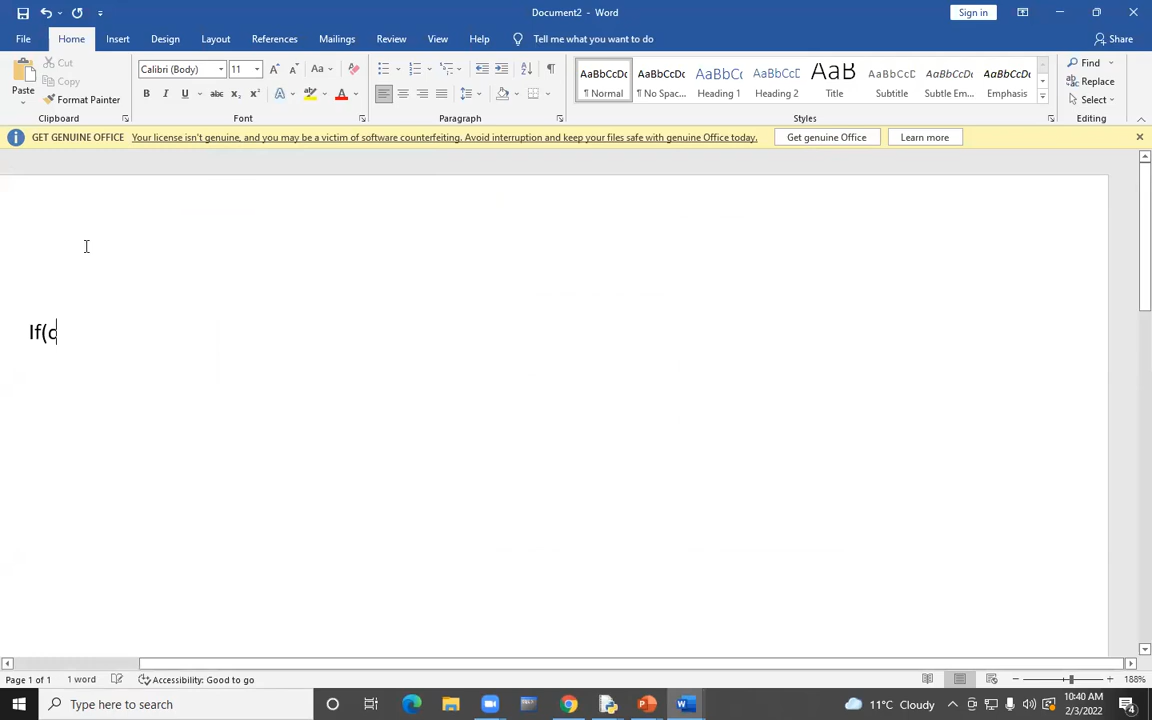 Document2 - Word
Sign in
File Home Insert Design Layout References Mailings Review View Help Tell me what you want to do Share
Paste
Cut
Copy
Format Painter
Clipboard
Calibri (Body) 11
Font
Paragraph
AaBbCcDc AaBbCcDc AaBbCc AaBbCcD AaB AaBbCcD AaBbCcDc AaBbCcDc
¶ Normal ¶ No Spac... Heading 1 Heading 2 Title Subtitle Subtle Em... Emphasis
Styles
Find
Replace
Select
Editing
GET GENUINE OFFICE Your license isn't genuine, and you may be a victim of software counterfeiting. Avoid interruption and keep your files safe with genuine Office today. Get genuine Office Learn more
If(c
Page 1 of 1 1 word Accessibility: Good to go 188%
Type here to search
11°C Cloudy
10:40 AM
2/3/2022
4